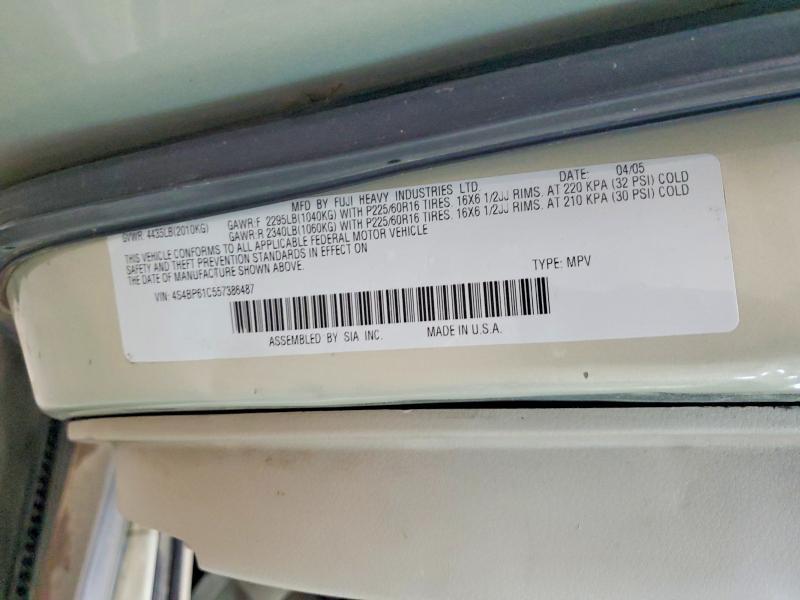 MFD BY FUJI HEAVY INDUSTRIES LTD. DATE: 04/05
GVWR: 4435LB(2010KG) GAWR:F 2295LB(1040KG) WITH P225/60R16 TIRES. 16X6 1/2JJ RIMS. AT 220 KPA (32 PSI) COLD
GAWR:R 2340LB(1060KG) WITH P225/60R16 TIRES. 16X6 1/2JJ RIMS. AT 210 KPA (30 PSI) COLD
THIS VEHICLE CONFORMS TO ALL APPLICABLE FEDERAL MOTOR VEHICLE
SAFETY AND THEFT PREVENTION STANDARDS IN EFFECT ON
THE DATE OF MANUFACTURE SHOWN ABOVE.
VIN: 4S4BP61C557386487 TYPE: MPV
ASSEMBLED BY SIA INC. MADE IN U.S.A.